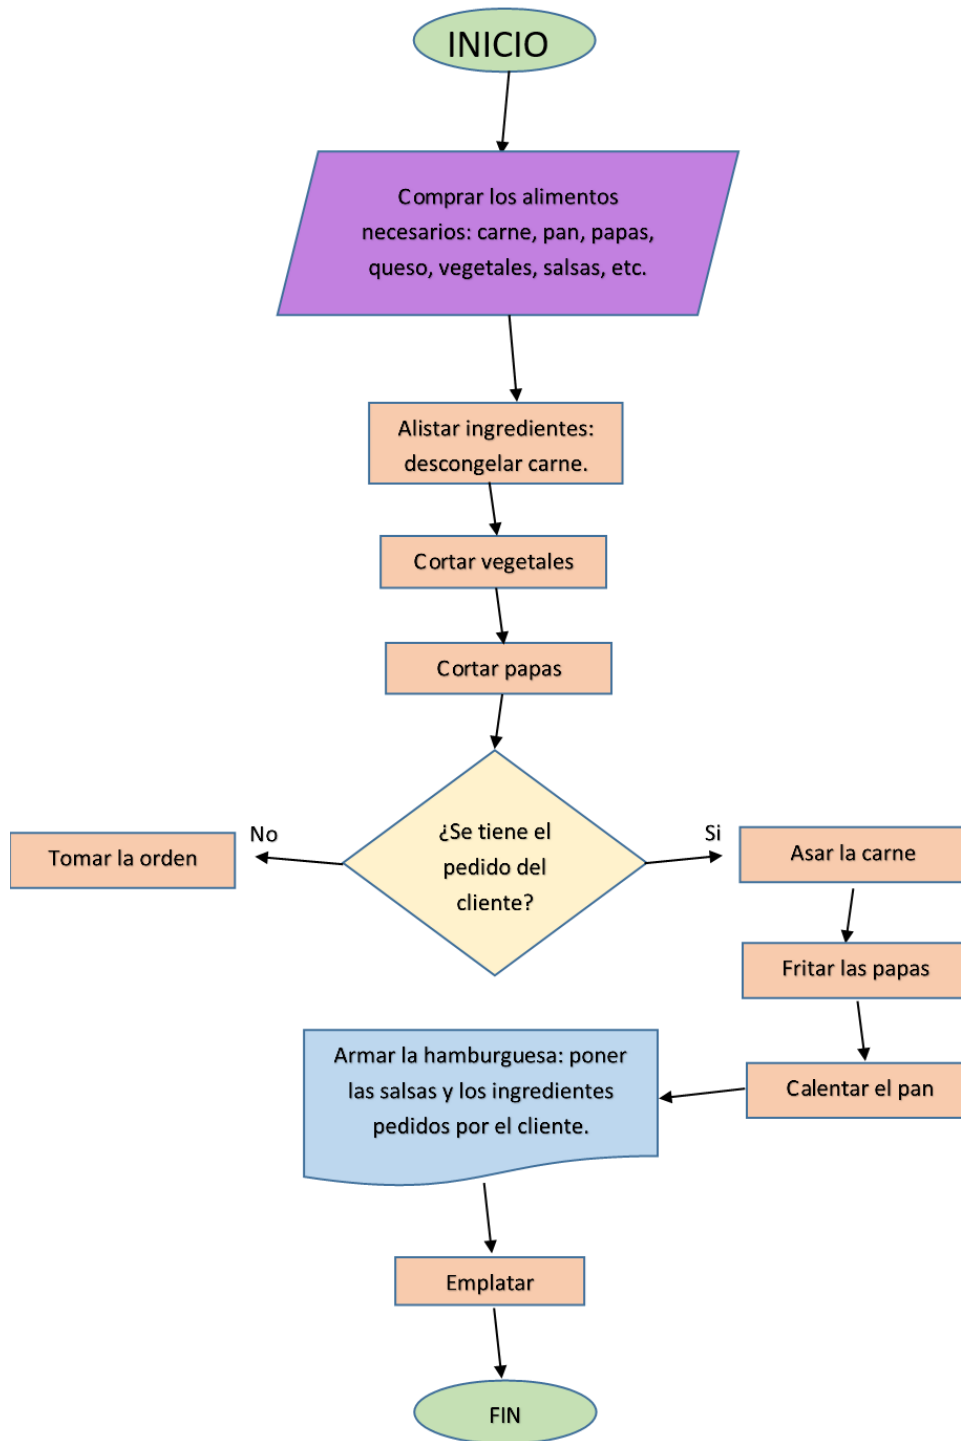 INICIO
Comprar los alimentos
necesarios: carne, pan, papas,
queso, vegetales, salsas, etc.
Alistar ingredientes:
descongelar carne.
Cortar vegetales
Cortar papas
¿Se tiene el
pedido del
cliente?
No
Tomar la orden
Si
Asar la carne
Fritar las papas
Calentar el pan
Armar la hamburguesa: poner
las salsas y los ingredientes
pedidos por el cliente.
Emplatar
FIN